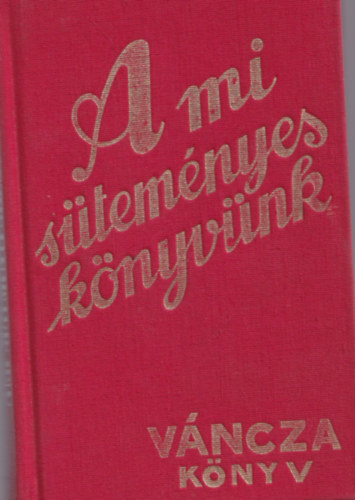 A mi
süteményes
könyvünk
VÁNCZA
KÖNYV